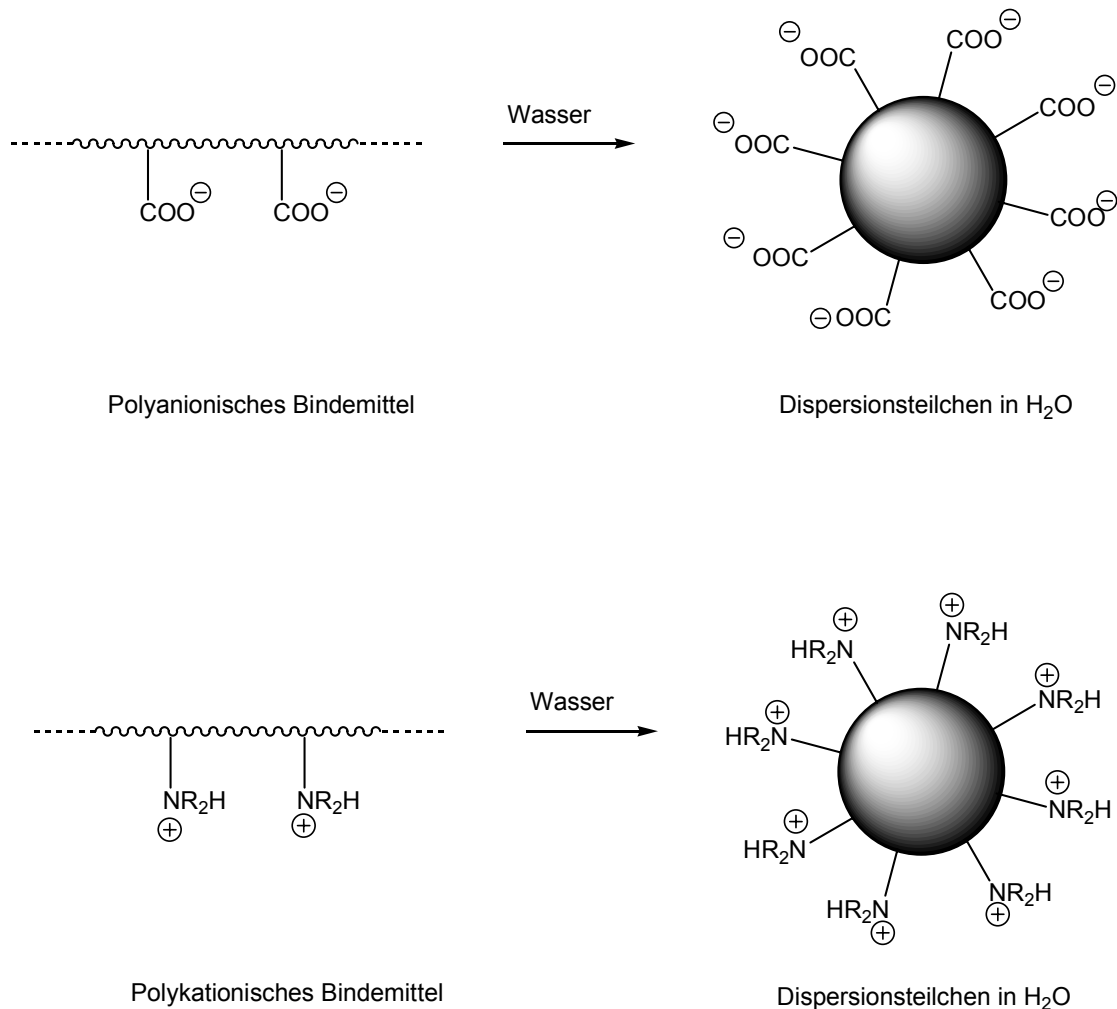 Wasser
COO⊖
COO⊖
⊖OOC
COO⊖
⊖OOC
COO⊖
⊖OOC
COO⊖
⊖OOC
COO⊖
Polyanionisches Bindemittel
Dispersionsteilchen in H₂O
Wasser
NR₂H
⊕
NR₂H
⊕
⊕
HR₂N
⊕
NR₂H
⊕
HR₂N
⊕
NR₂H
⊕
HR₂N
⊕
NR₂H
HR₂N
⊕
NR₂H
⊕
Polykationisches Bindemittel
Dispersionsteilchen in H₂O